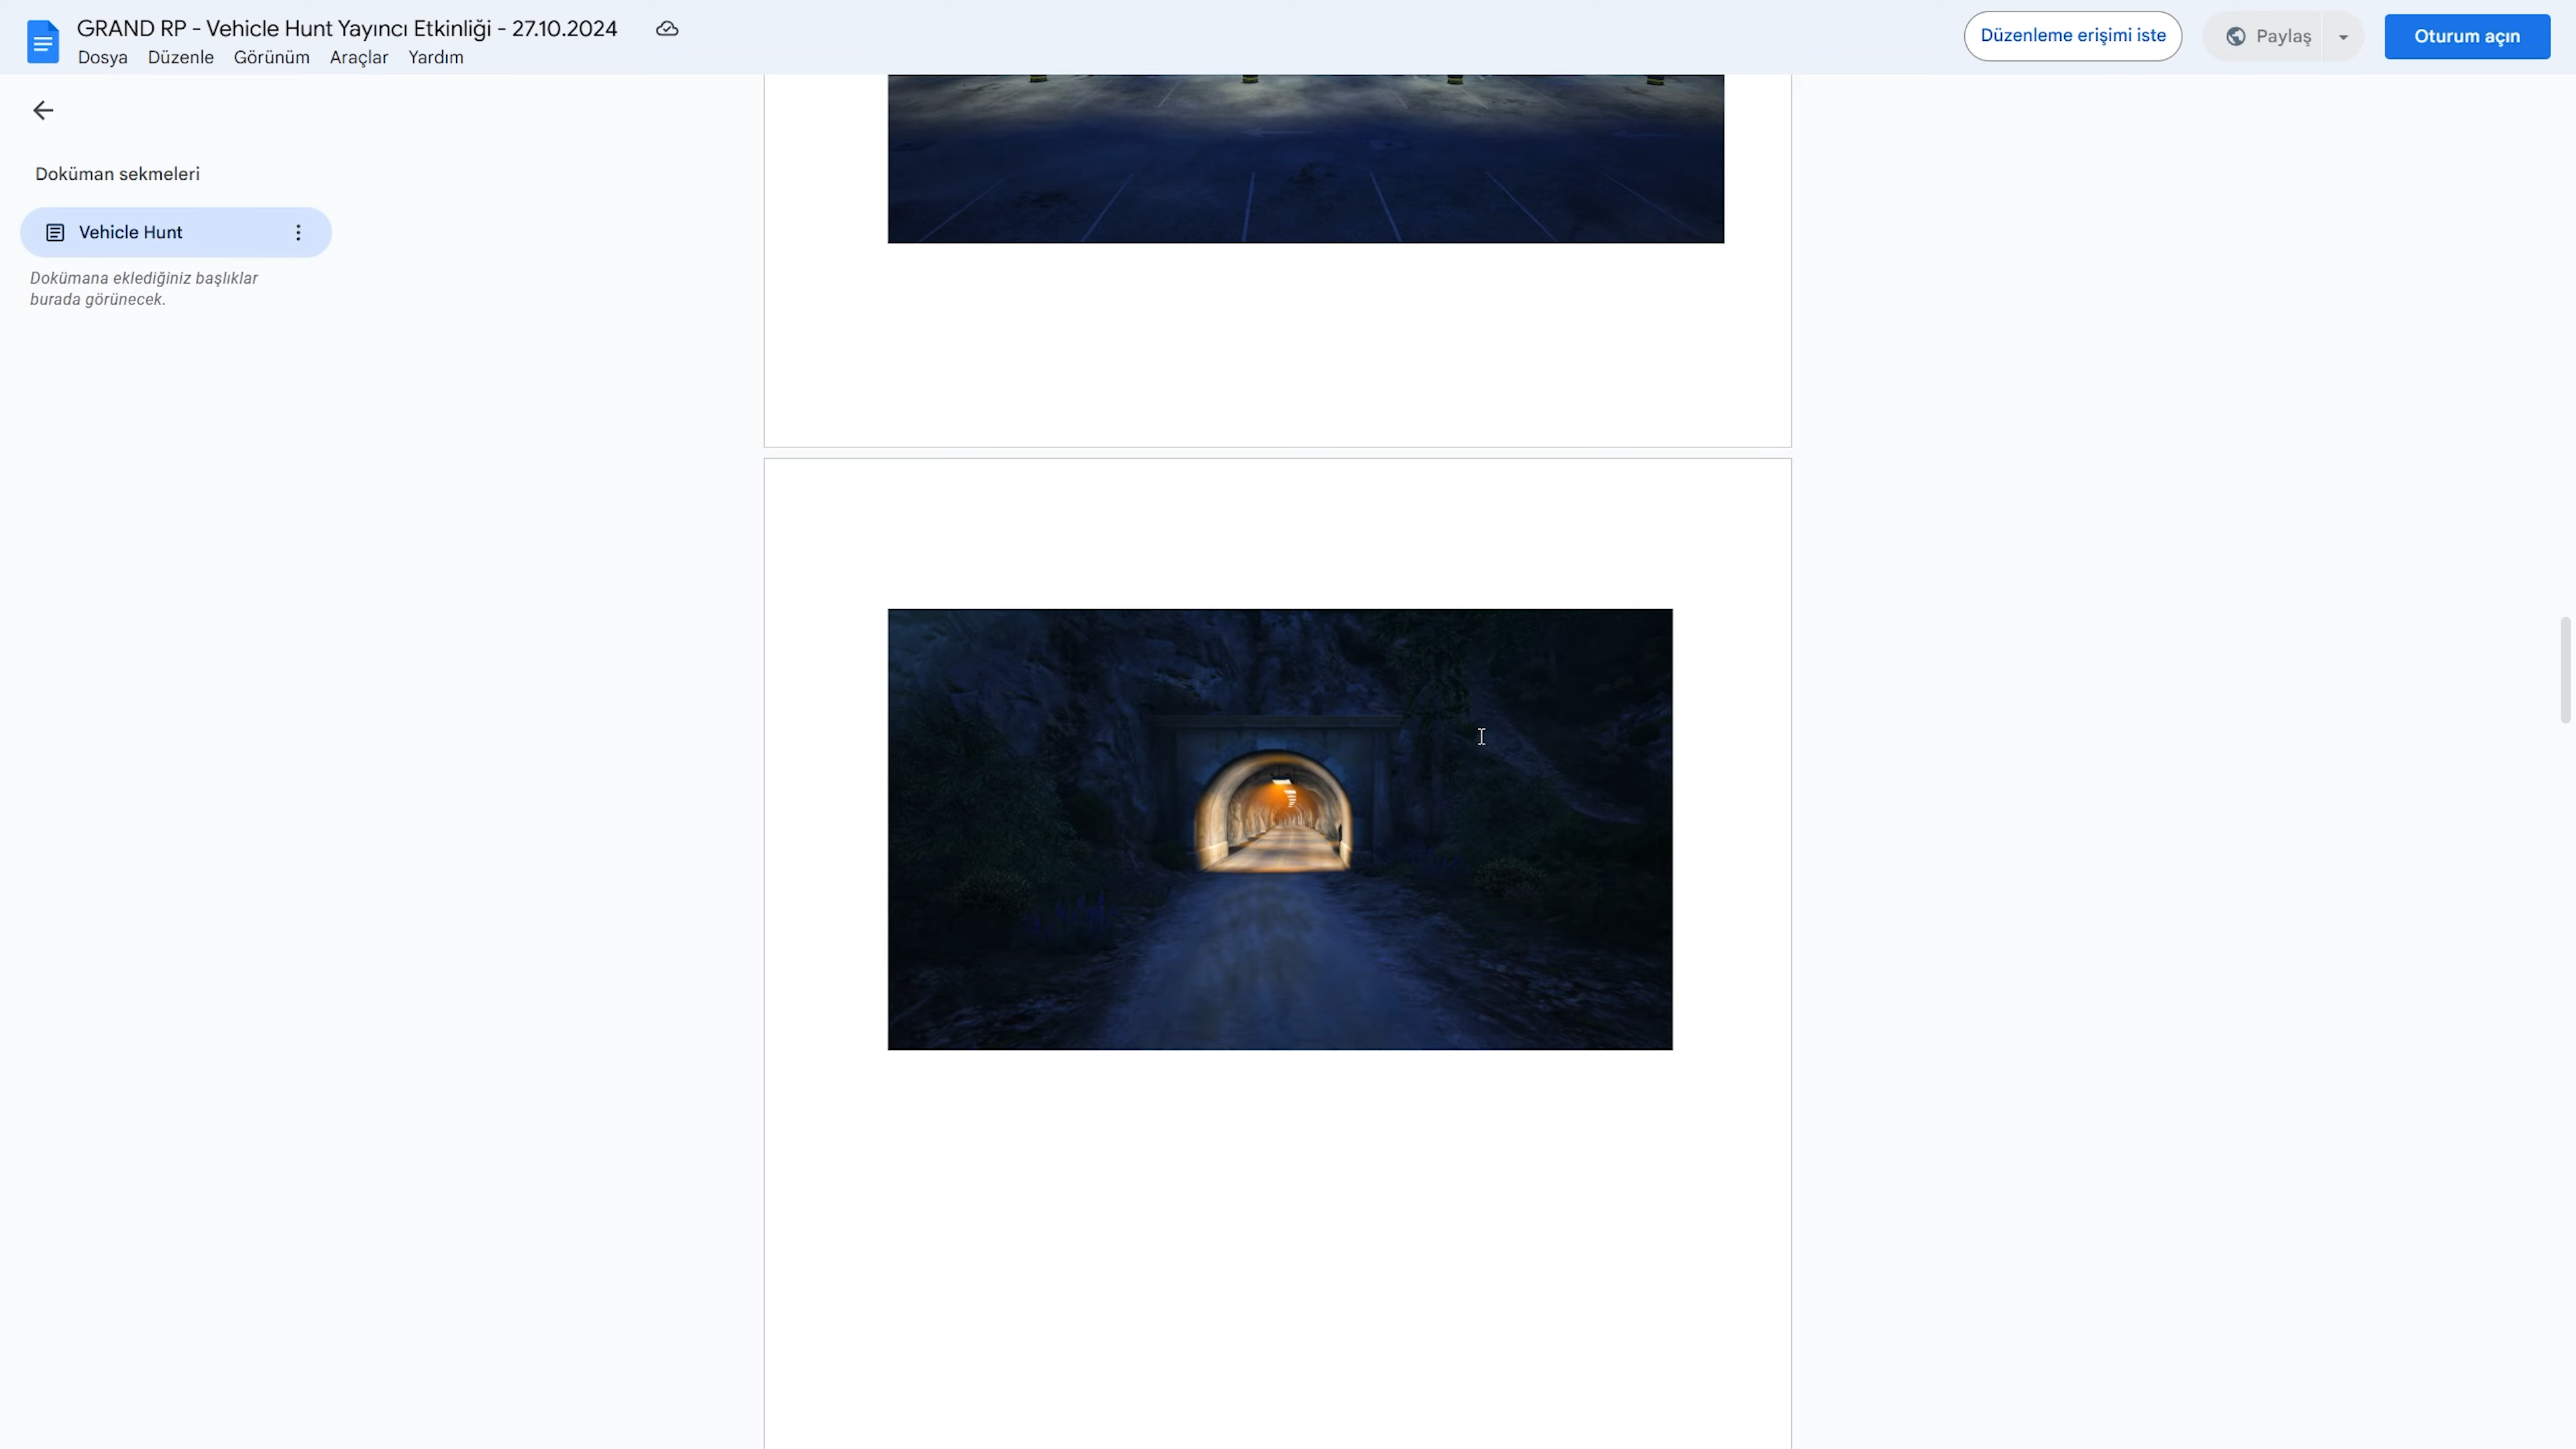 GRAND RP - Vehicle Hunt Yayıncı Etkinliği - 27.10.2024
Dosya Düzenle Görünüm Araçlar Yardım
Düzenleme erişimi iste
Paylaş
Oturum açın
Doküman sekmeleri
Vehicle Hunt
Dokümana eklediğiniz başlıklar
burada görünecek.